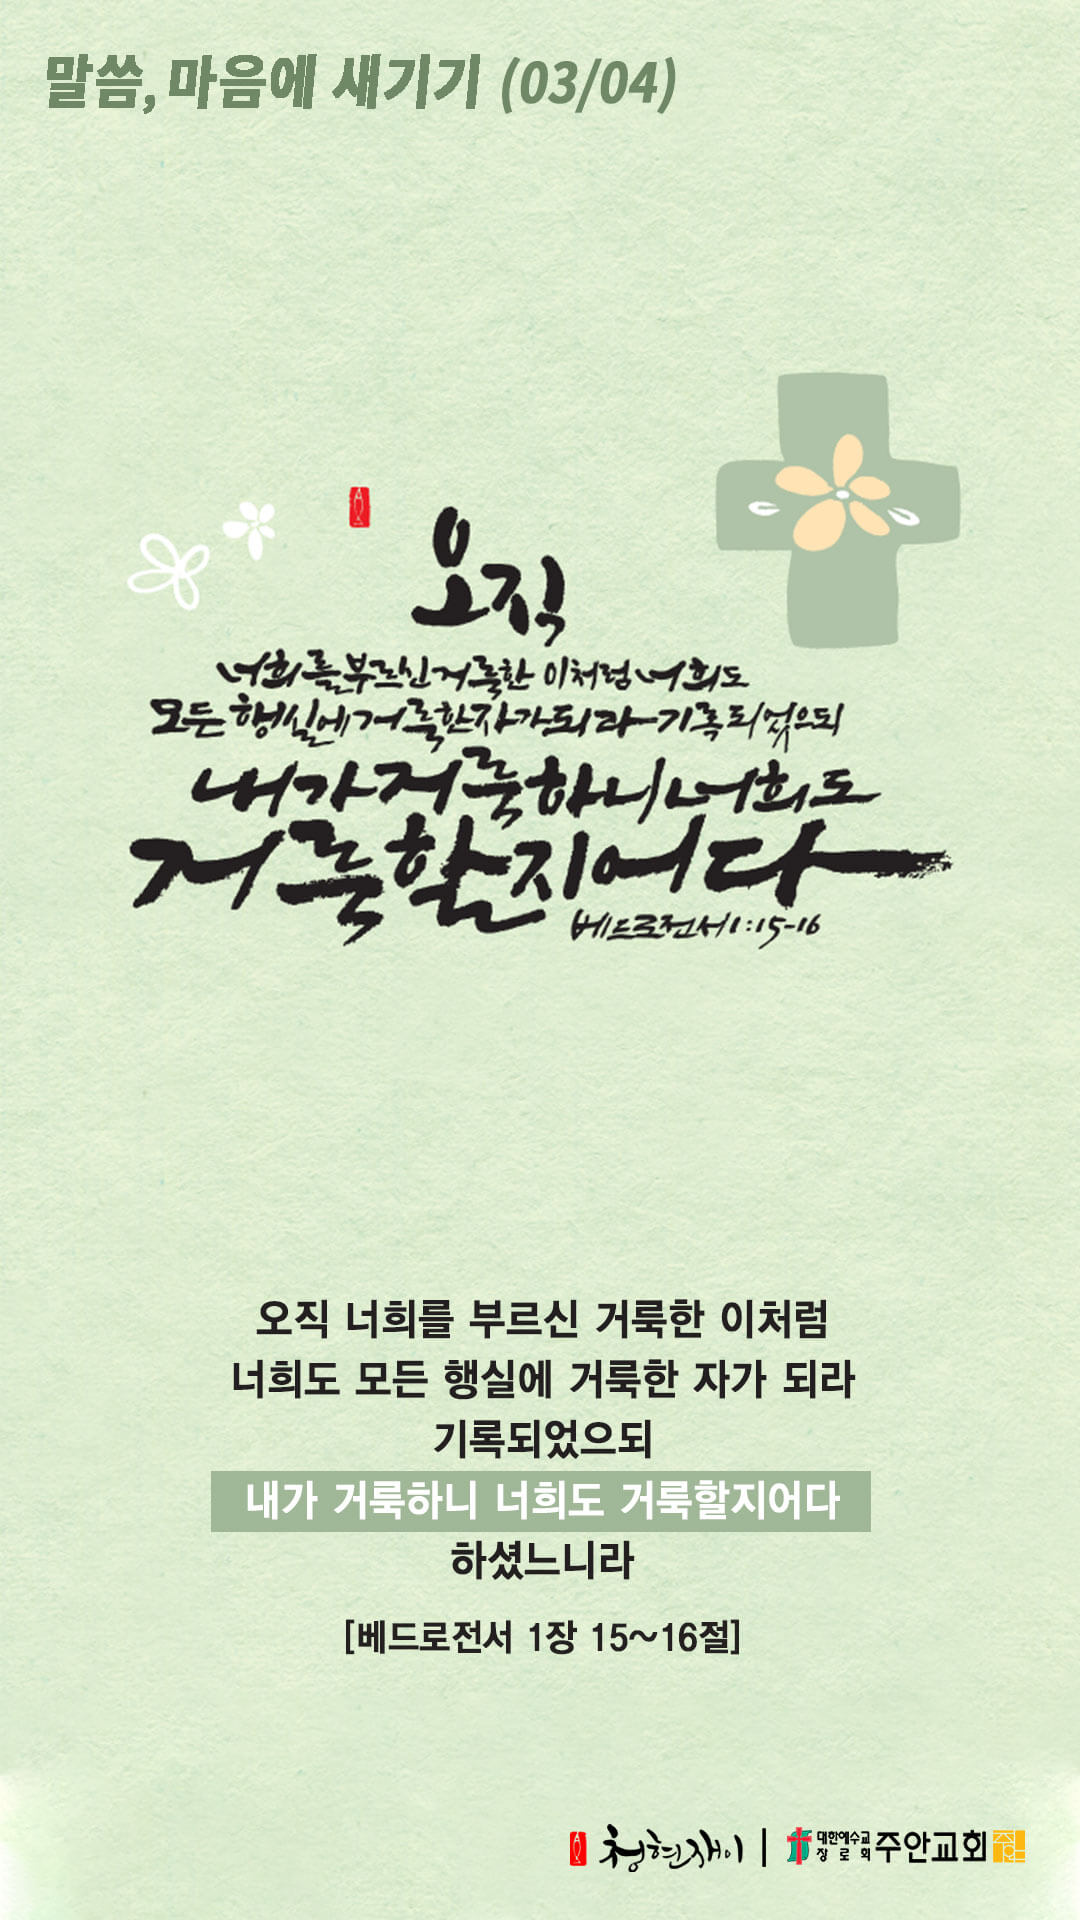 말씀, 마음에 새기기 (03/04)
오직
너희를 부르신 거룩한 이처럼 너희도
모든 행실에 거룩한 자가 되라 기록되었으되
내가 거룩하니 너희도
거룩할지어다
베드로전서 1:15-16
오직 너희를 부르신 거룩한 이처럼
너희도 모든 행실에 거룩한 자가 되라
기록되었으되
내가 거룩하니 너희도 거룩할지어다
하셨느니라
[베드로전서 1장 15~16절]
청현재이 | 대한예수교 장로회 주안교회